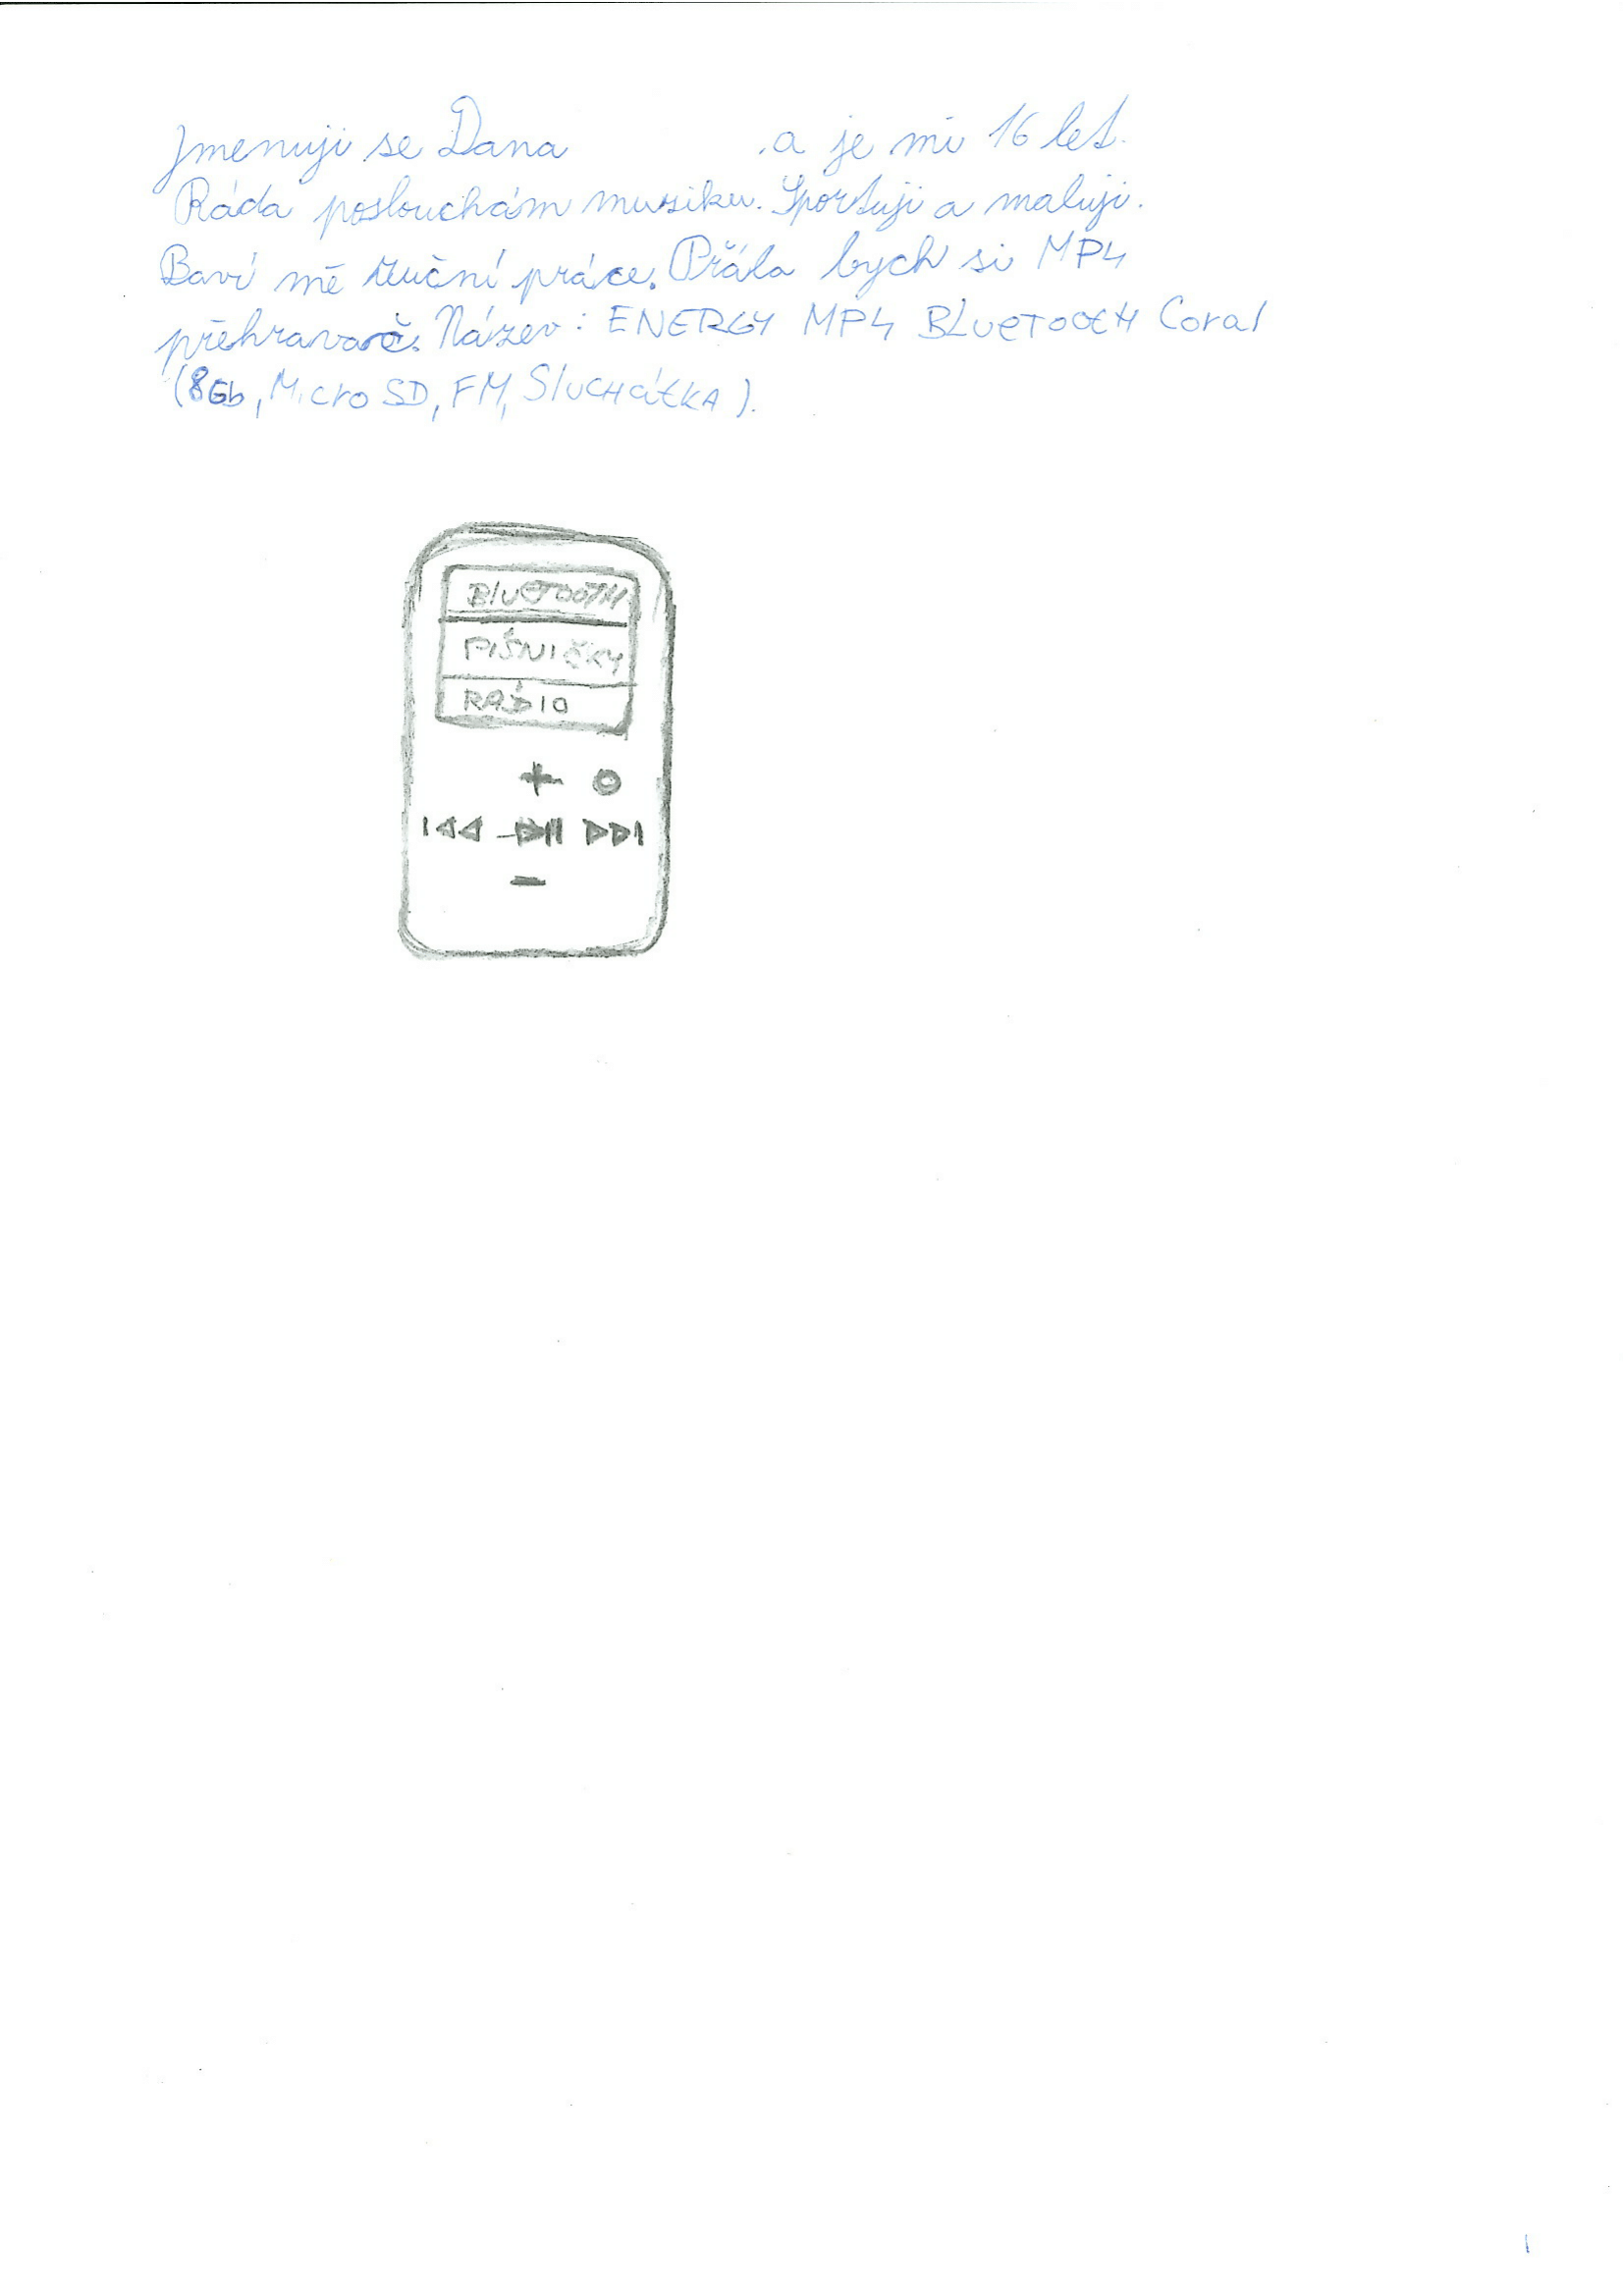 Jmenuji se Dana a je mi 16 let.
Ráda poslouchám musiku. Sportuji a maluji.
Baví mě ruční práce. Přála bych si MP4
přehravač. Název: ENERGY MP4 BLUETOOtH Coral
(8Gb, Micro SD, FM, SlUCHátKA).
BlUETOOTH
PÍSNIČKY
RÁDIO